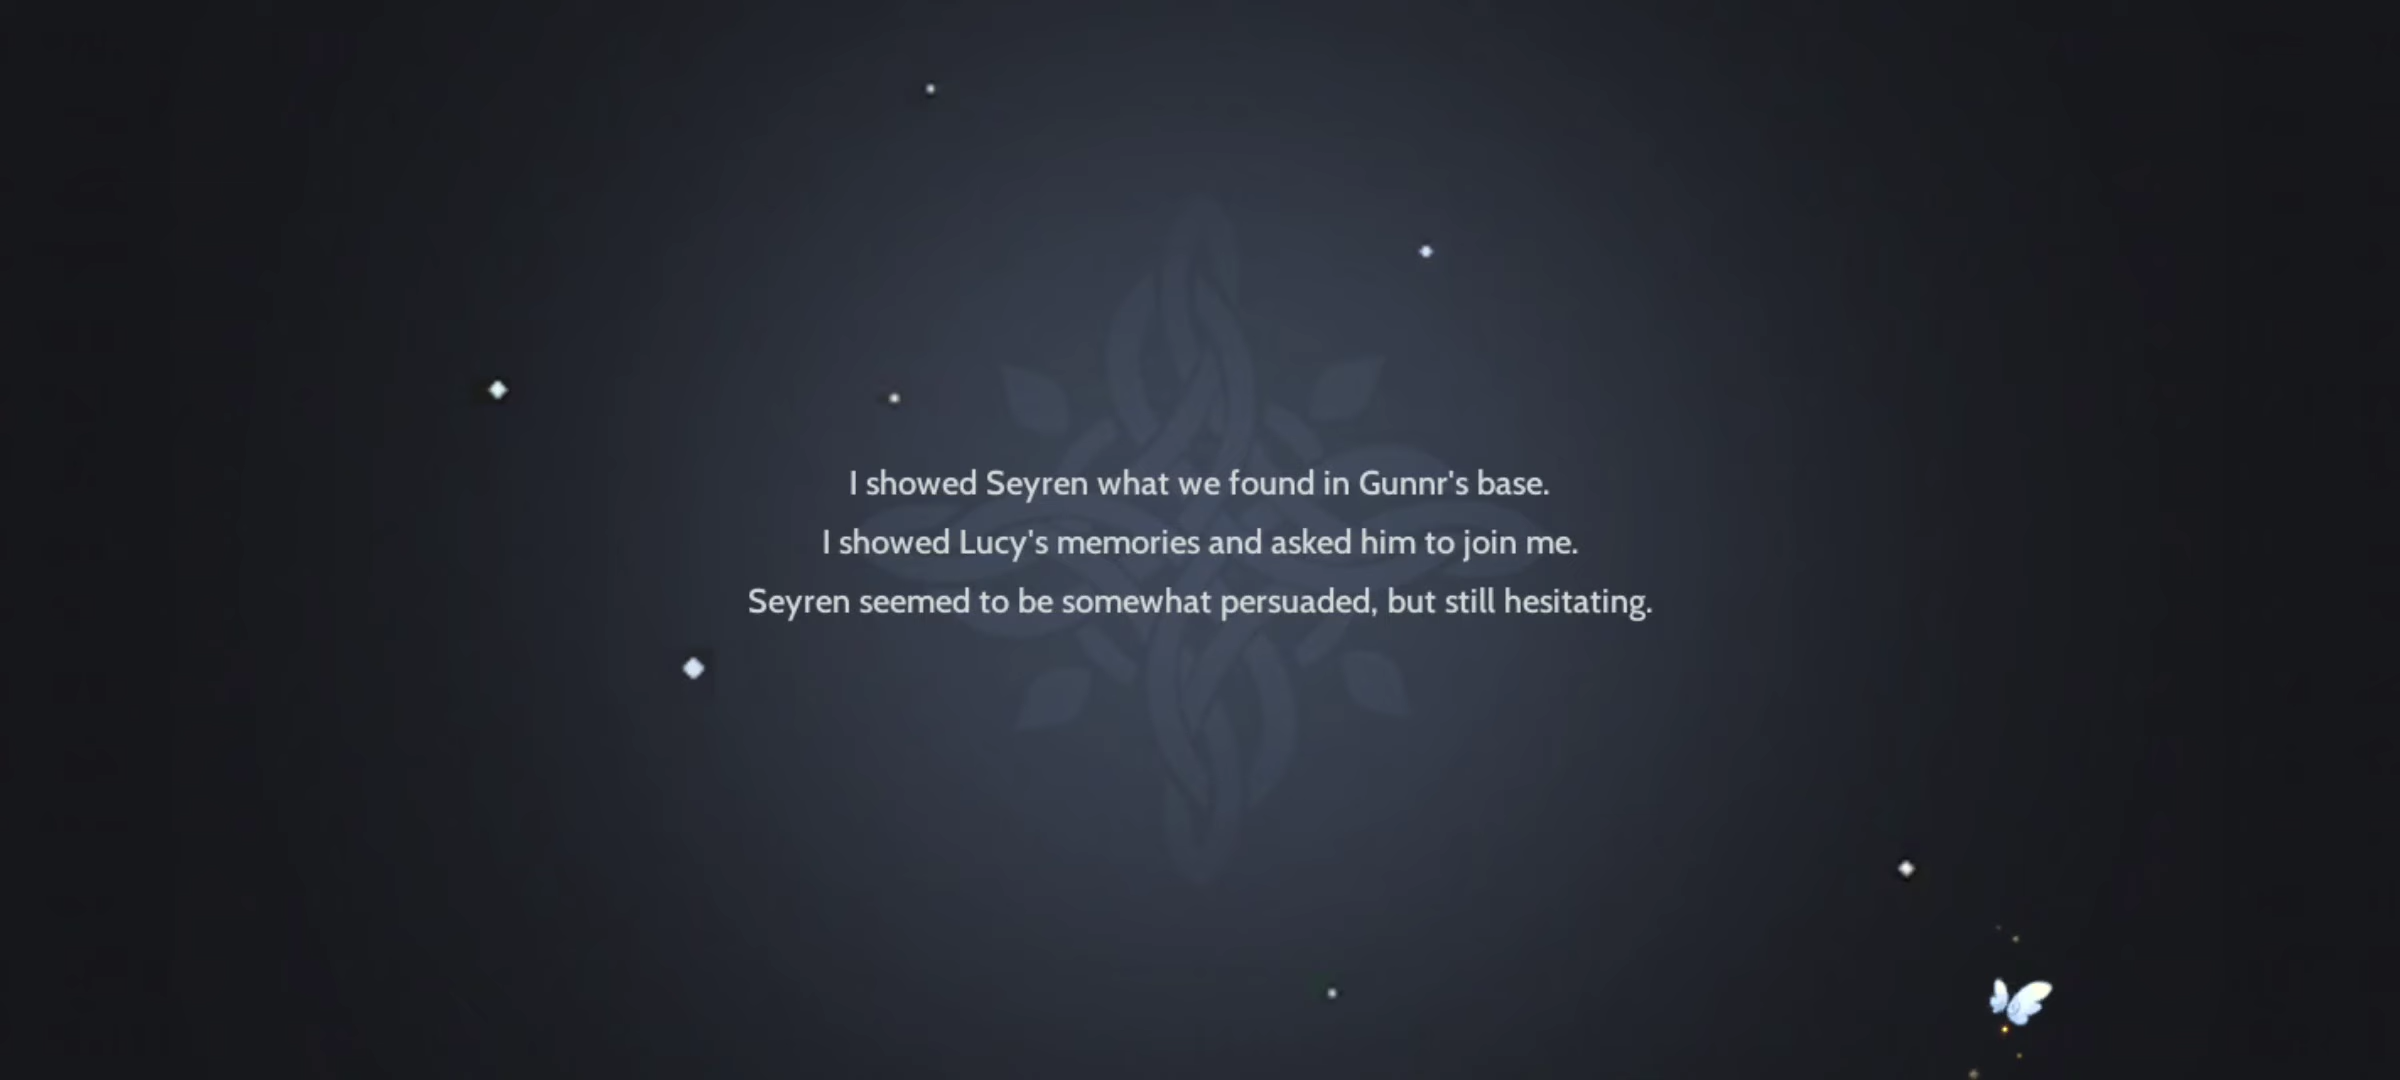 I showed Seyren what we found in Gunnr's base.
I showed Lucy's memories and asked him to join me.
Seyren seemed to be somewhat persuaded, but still hesitating.